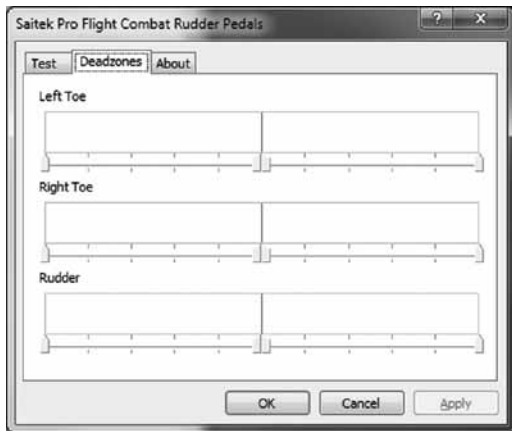 Saitek Pro Flight Combat Rudder Pedals
? X
Test Deadzones About
Left Toe
Right Toe
Rudder
OK Cancel Apply